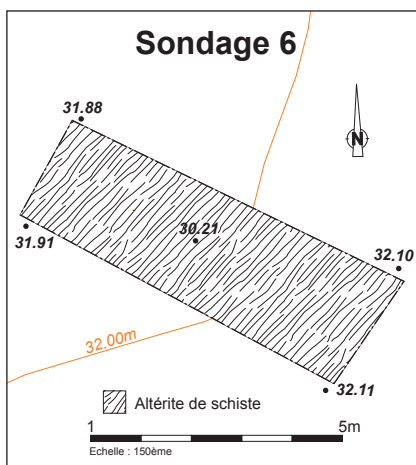 Sondage 6
31.88
N
30.21
31.91
32.10
32.00m
32.11
Altérite de schiste
1 5m
Echelle : 150ème